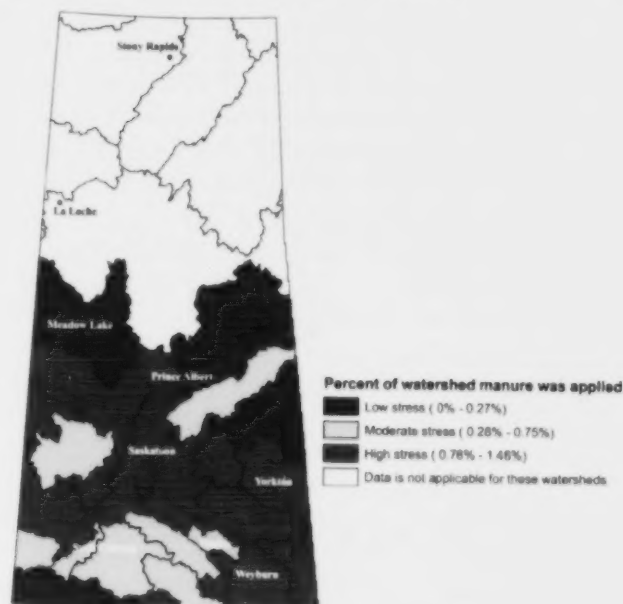 Stony Rapids
La Loche
Meadow Lake
Prince Albert
Saskatoon
Yorkton
Weyburn
Percent of watershed manure was applied
Low stress ( 0% - 0.27%)
Moderate stress ( 0.28% - 0.75%)
High stress ( 0.76% - 1.46%)
Data is not applicable for these watersheds